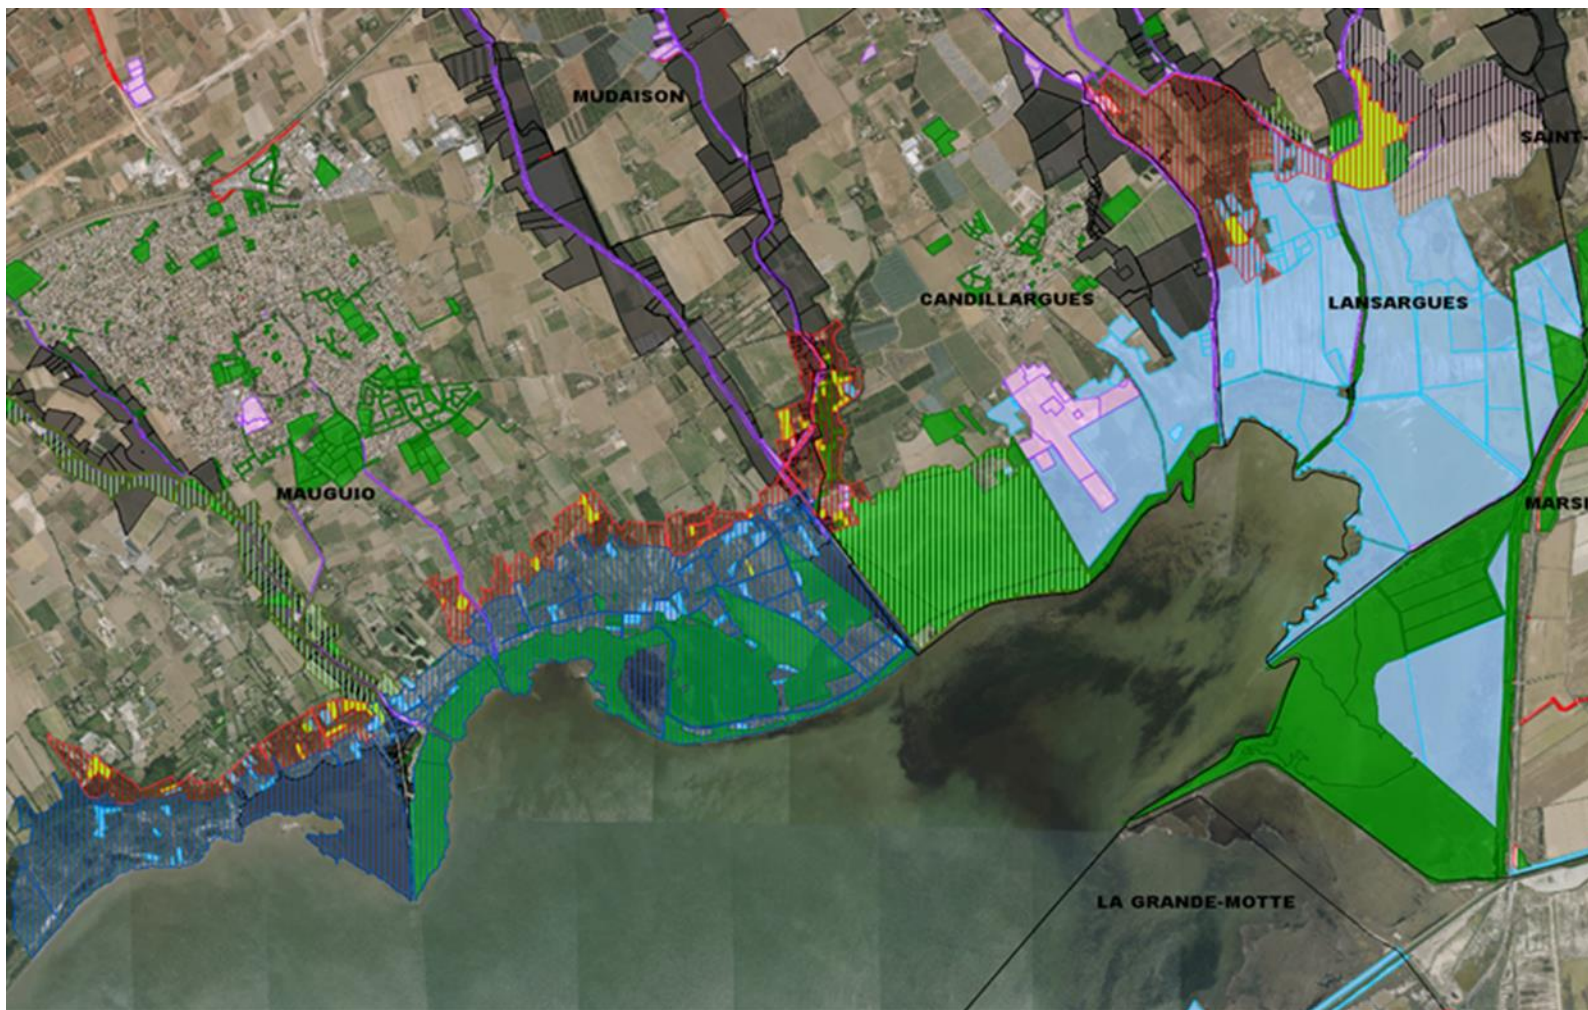 MUDAISON
SAINT-
CANDILLARGUES
LANSARGUES
MAUGUIO
MARSI
LA GRANDE-MOTTE